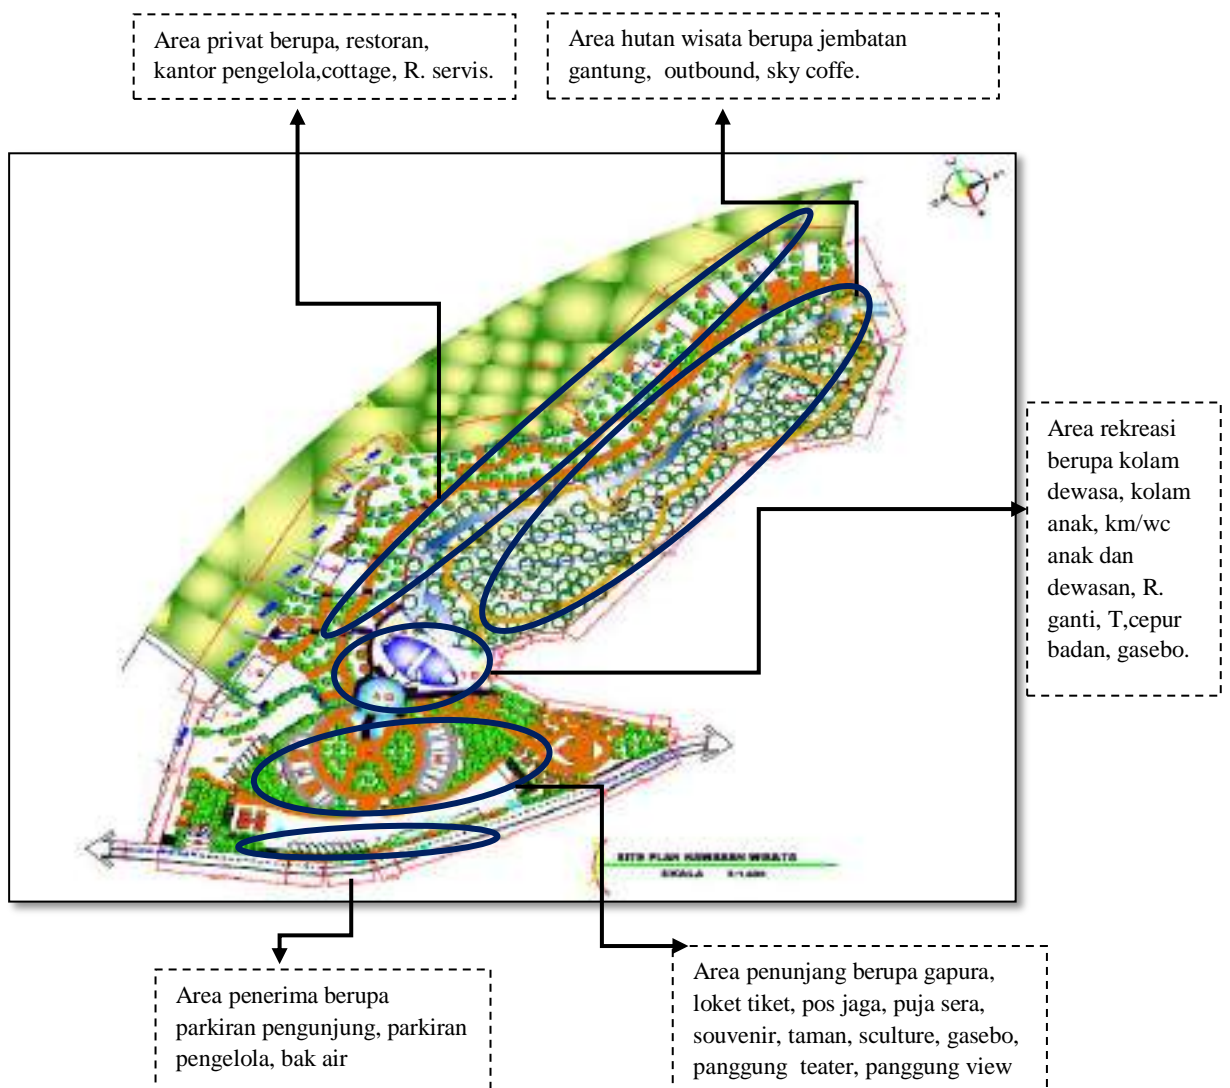 Area privat berupa, restoran,
kantor pengelola,cottage, R. servis.
Area hutan wisata berupa jembatan
gantung, outbound, sky coffe.
Area rekreasi
berupa kolam
dewasa, kolam
anak, km/wc
anak dan
dewasan, R.
ganti, T,cepur
badan, gasebo.
SITE PLAN KAWASAN WISATA
SKALA
Area penerima berupa
parkiran pengunjung, parkiran
pengelola, bak air
Area penunjang berupa gapura,
loket tiket, pos jaga, puja sera,
souvenir, taman, sculture, gasebo,
panggung teater, panggung view